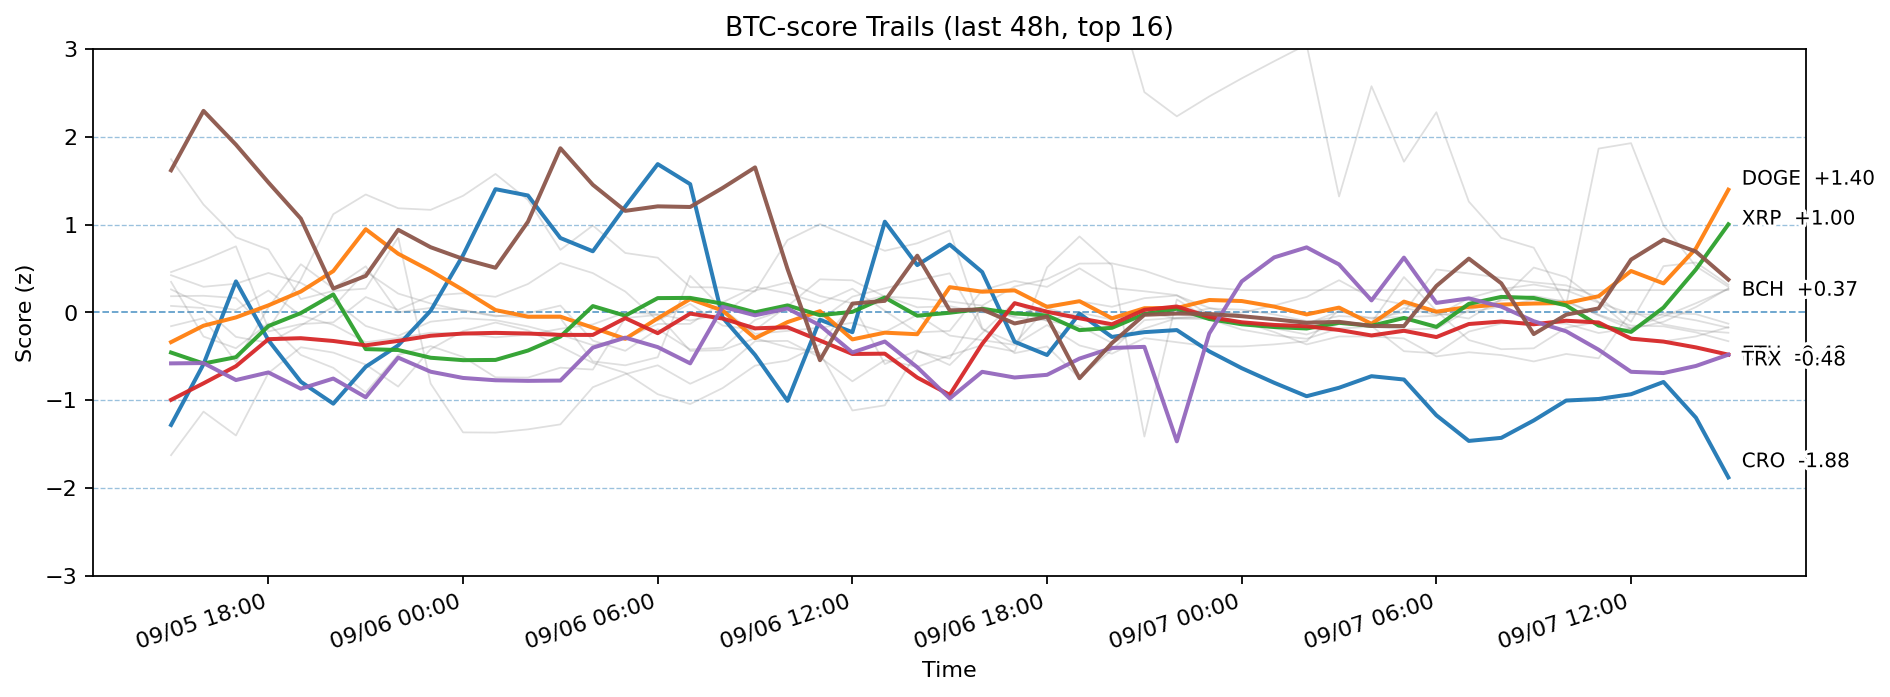 BTC-score Trails (last 48h, top 16)
Score (z)
3
2
1
0
−1
−2
−3
DOGE +1.40
XRP +1.00
BCH +0.37
TRX -0.48
CRO -1.88
09/05 18:00
09/06 00:00
09/06 06:00
09/06 12:00
09/06 18:00
09/07 00:00
09/07 06:00
09/07 12:00
Time